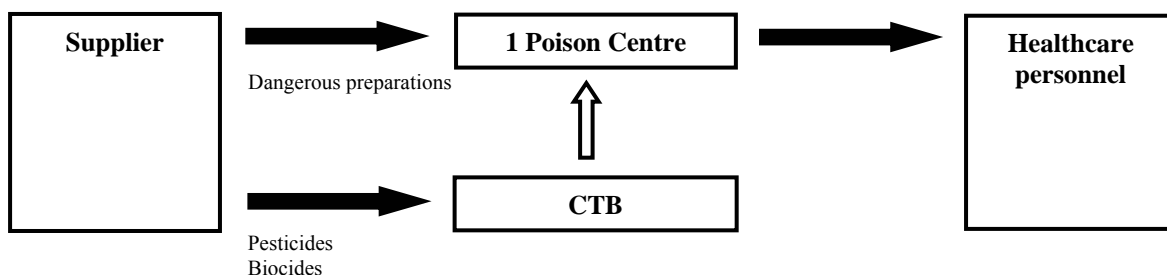 Supplier
Dangerous preparations
Pesticides
Biocides
1 Poison Centre
CTB
Healthcare
personnel